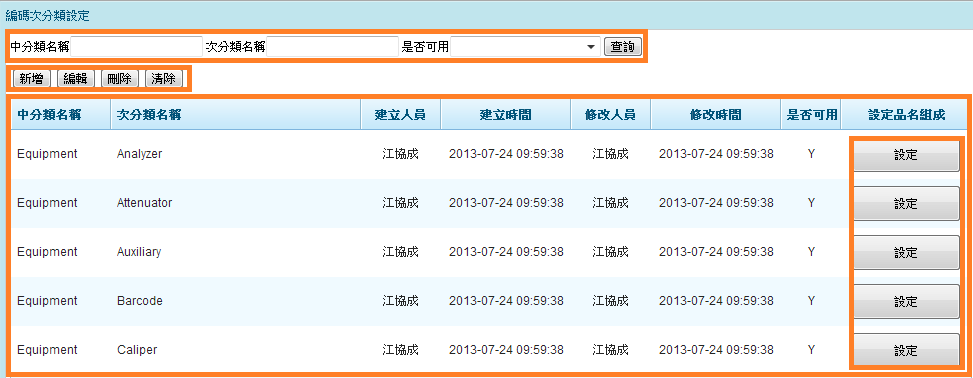 編碼次分類設定
中分類名稱 次分類名稱 是否可用 查詢
新增 編輯 刪除 清除
中分類名稱 次分類名稱 建立人員 建立時間 修改人員 修改時間 是否可用 設定品名組成
Equipment Analyzer 江協成 2013-07-24 09:59:38 江協成 2013-07-24 09:59:38 Y 設定
Equipment Attenuator 江協成 2013-07-24 09:59:38 江協成 2013-07-24 09:59:38 Y 設定
Equipment Auxiliary 江協成 2013-07-24 09:59:38 江協成 2013-07-24 09:59:38 Y 設定
Equipment Barcode 江協成 2013-07-24 09:59:38 江協成 2013-07-24 09:59:38 Y 設定
Equipment Caliper 江協成 2013-07-24 09:59:38 江協成 2013-07-24 09:59:38 Y 設定